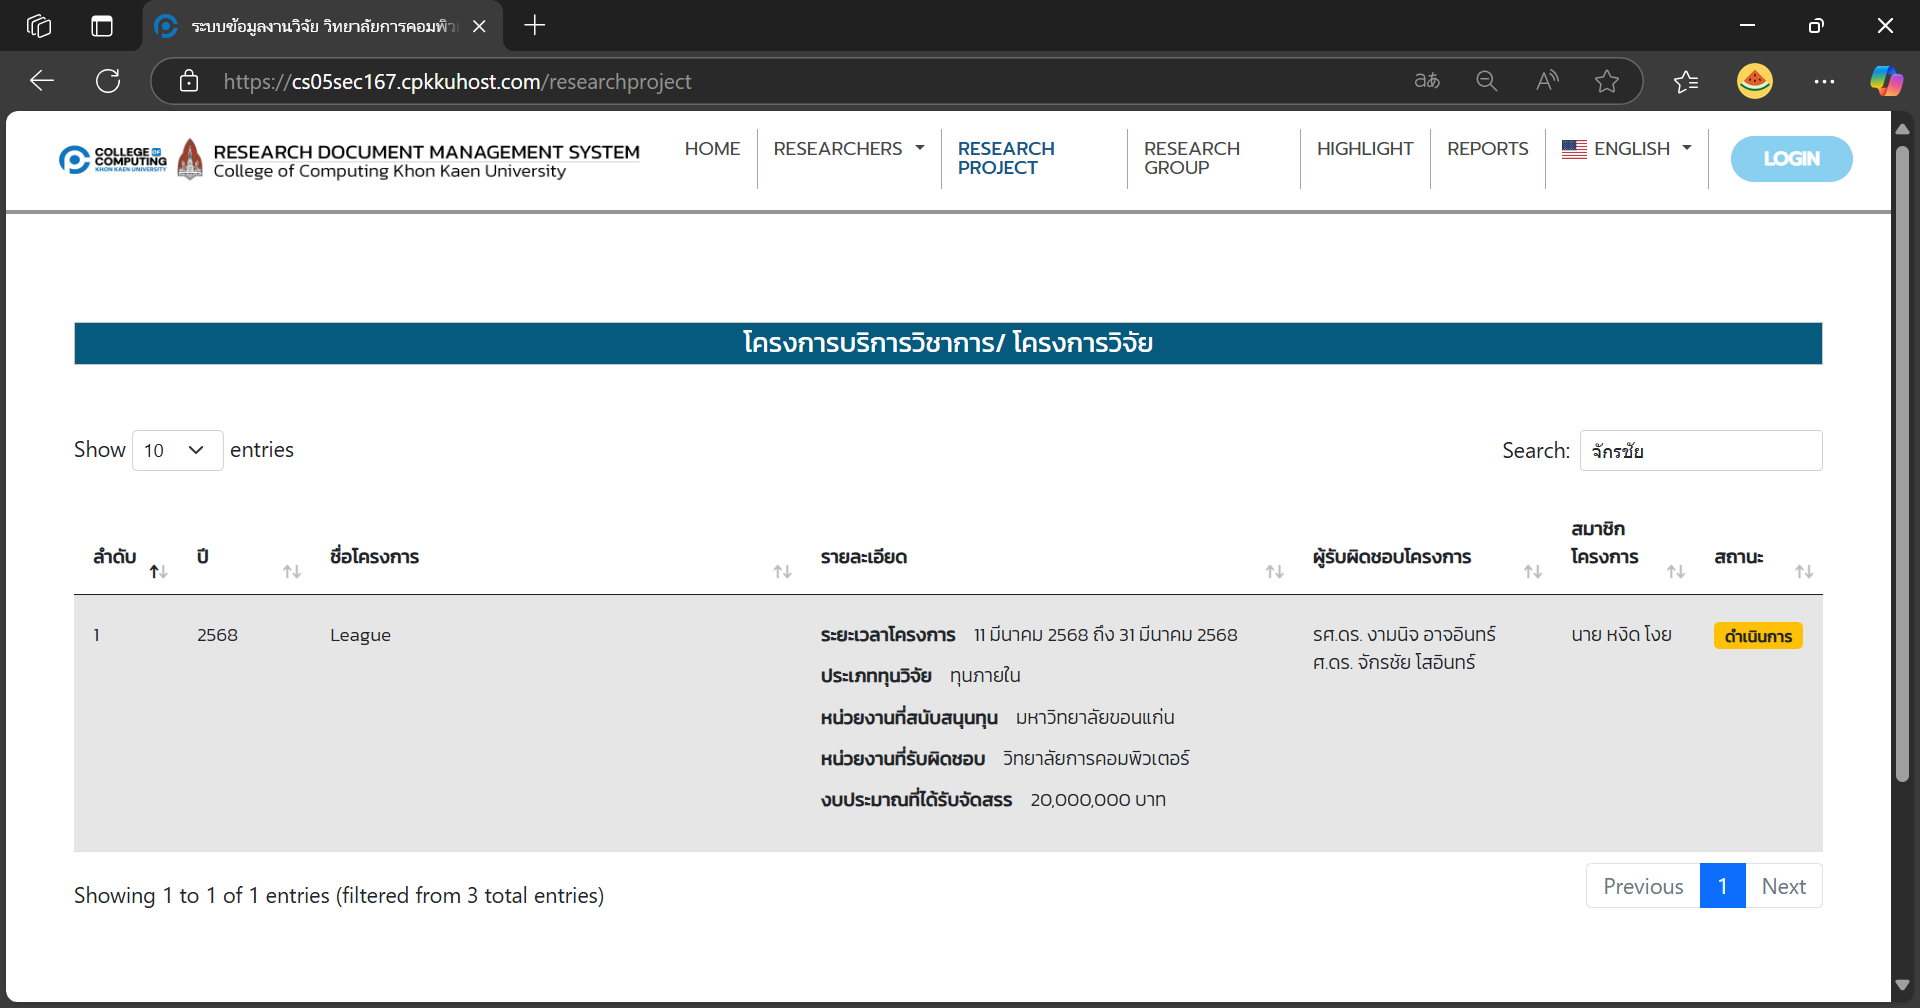 ระบบข้อมูลงานวิจัย วิทยาลัยการคอมพิว
https://cs05sec167.cpkkuhost.com/researchproject
COLLEGE OF COMPUTING
KHON KAEN UNIVERSITY
RESEARCH DOCUMENT MANAGEMENT SYSTEM
College of Computing Khon Kaen University
HOME
RESEARCHERS
RESEARCH PROJECT
RESEARCH GROUP
HIGHLIGHT
REPORTS
ENGLISH
LOGIN
โครงการบริการวิชาการ/ โครงการวิจัย
Show 10 entries
Search: จักรชัย
ลำดับ ปี ชื่อโครงการ รายละเอียด ผู้รับผิดชอบโครงการ สมาชิกโครงการ สถานะ
1 2568 League
ระยะเวลาโครงการ 11 มีนาคม 2568 ถึง 31 มีนาคม 2568
ประเภททุนวิจัย ทุนภายใน
หน่วยงานที่สนับสนุนทุน มหาวิทยาลัยขอนแก่น
หน่วยงานที่รับผิดชอบ วิทยาลัยการคอมพิวเตอร์
งบประมาณที่ได้รับจัดสรร 20,000,000 บาท
รศ.ดร. งามนิจ อาจอินทร์
ศ.ดร. จักรชัย โสอินทร์
นาย หงิด โงย
ดำเนินการ
Showing 1 to 1 of 1 entries (filtered from 3 total entries)
Previous 1 Next